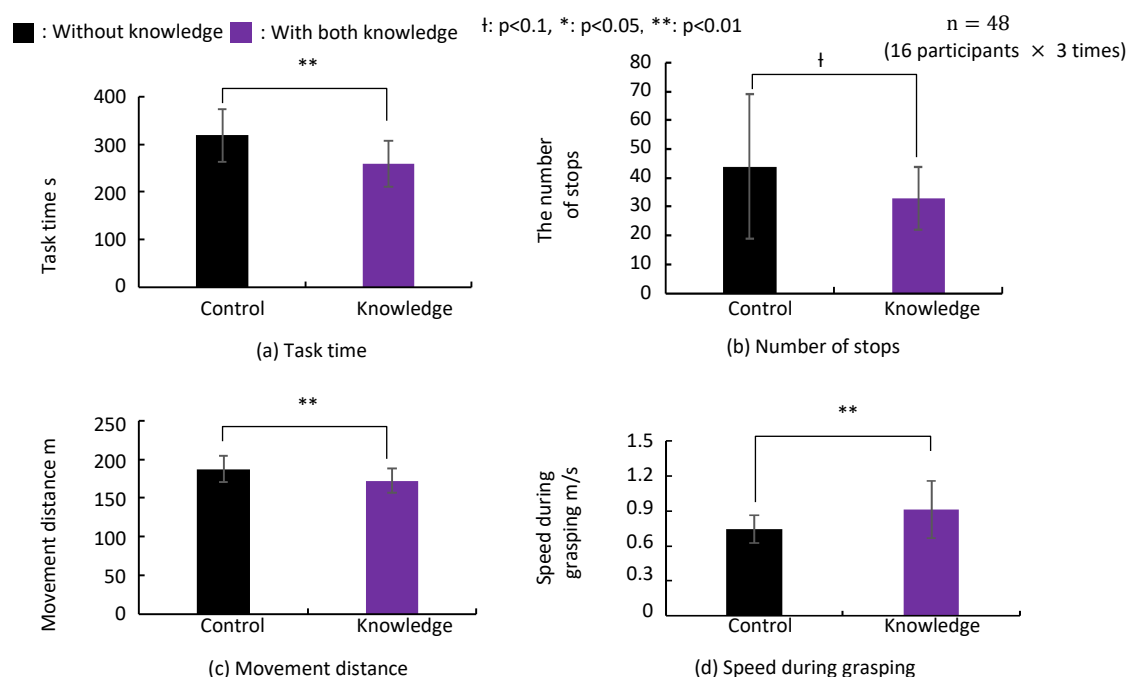 : Without knowledge : With both knowledge ƚ: p<0.1, *: p<0.05, **: p<0.01 n = 48
(16 participants × 3 times)
**
400
300
200
100
0
Task time s
Control Knowledge
(a) Task time
ƚ
80
70
60
50
40
30
20
10
0
The number
of stops
Control Knowledge
(b) Number of stops
**
250
200
150
100
50
0
Movement distance m
Control Knowledge
(c) Movement distance
**
1.5
1.2
0.9
0.6
0.3
0
Speed during
grasping m/s
Control Knowledge
(d) Speed during grasping